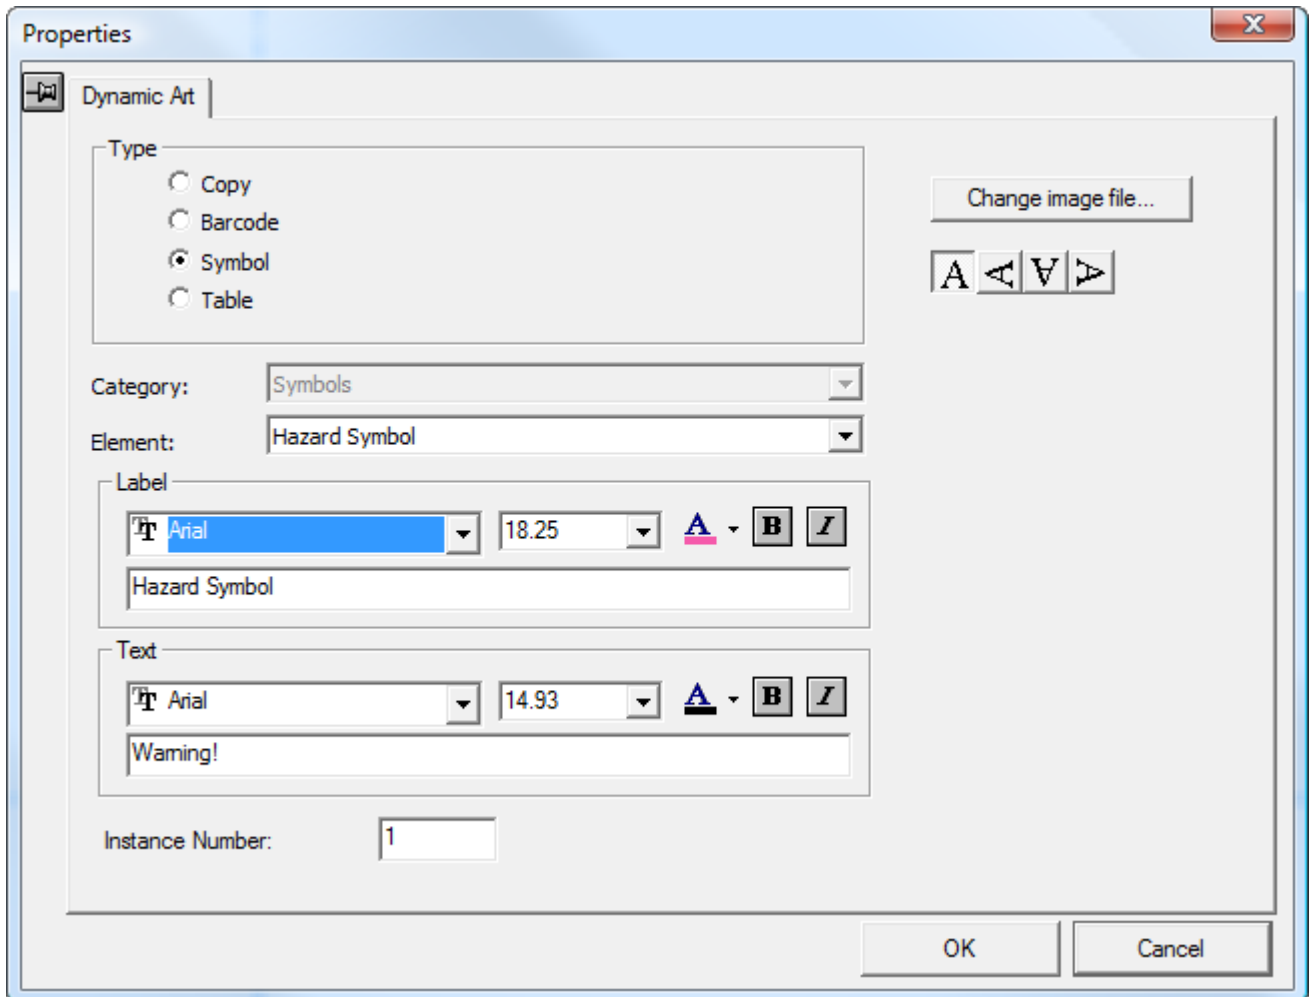 Properties
Dynamic Art
Type
Copy
Barcode
Symbol
Table
Change image file...
A A A A
Category: Symbols
Element: Hazard Symbol
Label
Arial 18.25 A B I
Hazard Symbol
Text
Arial 14.93 A B I
Warning!
Instance Number: 1
OK Cancel